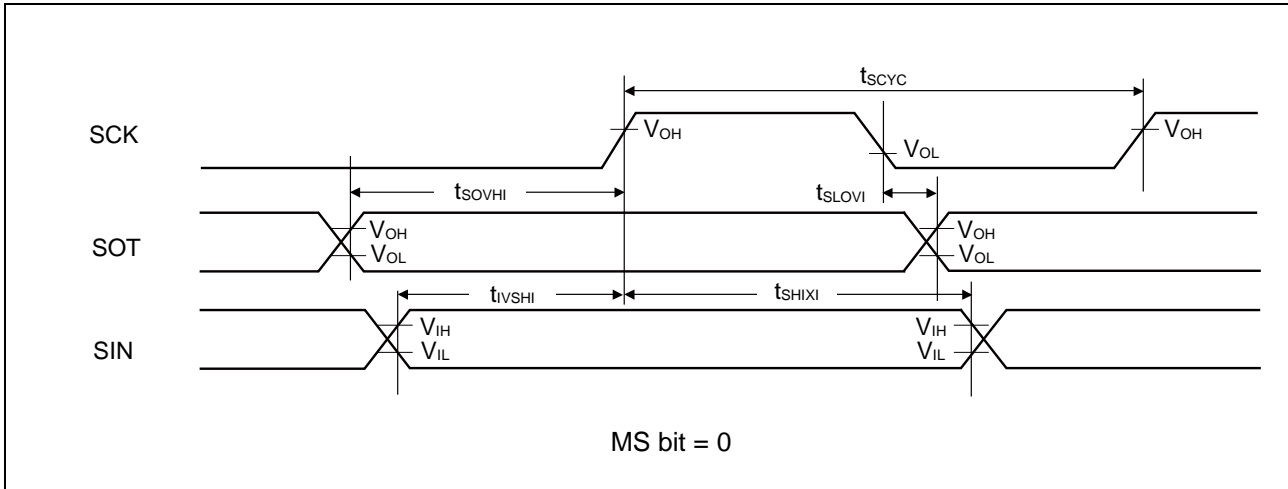 tSCYC
SCK
VOH
VOL
VOH
tSOVHI
tSLOVI
SOT
VOH
VOL
VOH
VOL
tIVSHI
tSHIXI
SIN
VIH
VIL
VIH
VIL
MS bit = 0